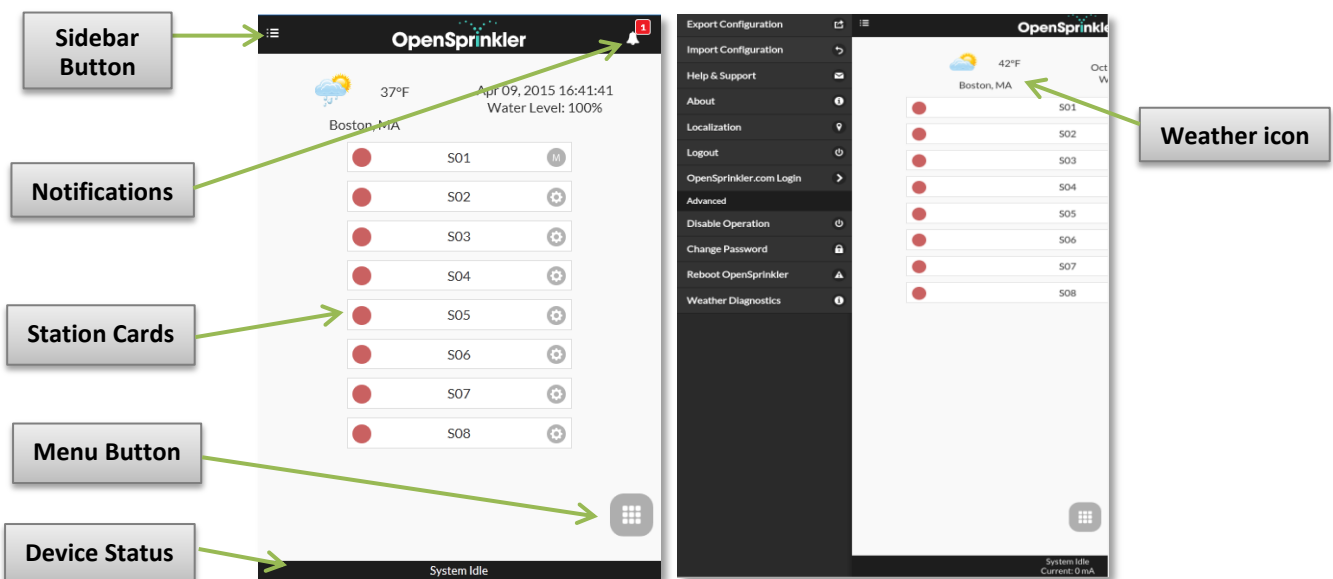 Sidebar
Button
Notifications
Station Cards
Menu Button
Device Status
1
OpenSprinkler
37°F
Apr 09, 2015 16:41:41
Water Level: 100%
Boston, MA
S01
M
S02
S03
S04
S05
S06
S07
S08
System Idle
Export Configuration
Import Configuration
Help & Support
About
Localization
Logout
OpenSprinkler.com Login
Advanced
Disable Operation
Change Password
Reboot OpenSprinkler
Weather Diagnostics
OpenSprinkle
42°F
Oct
W
Boston, MA
S01
S02
S03
S04
S05
S06
S07
S08
System Idle
Current: 0 mA
Weather icon